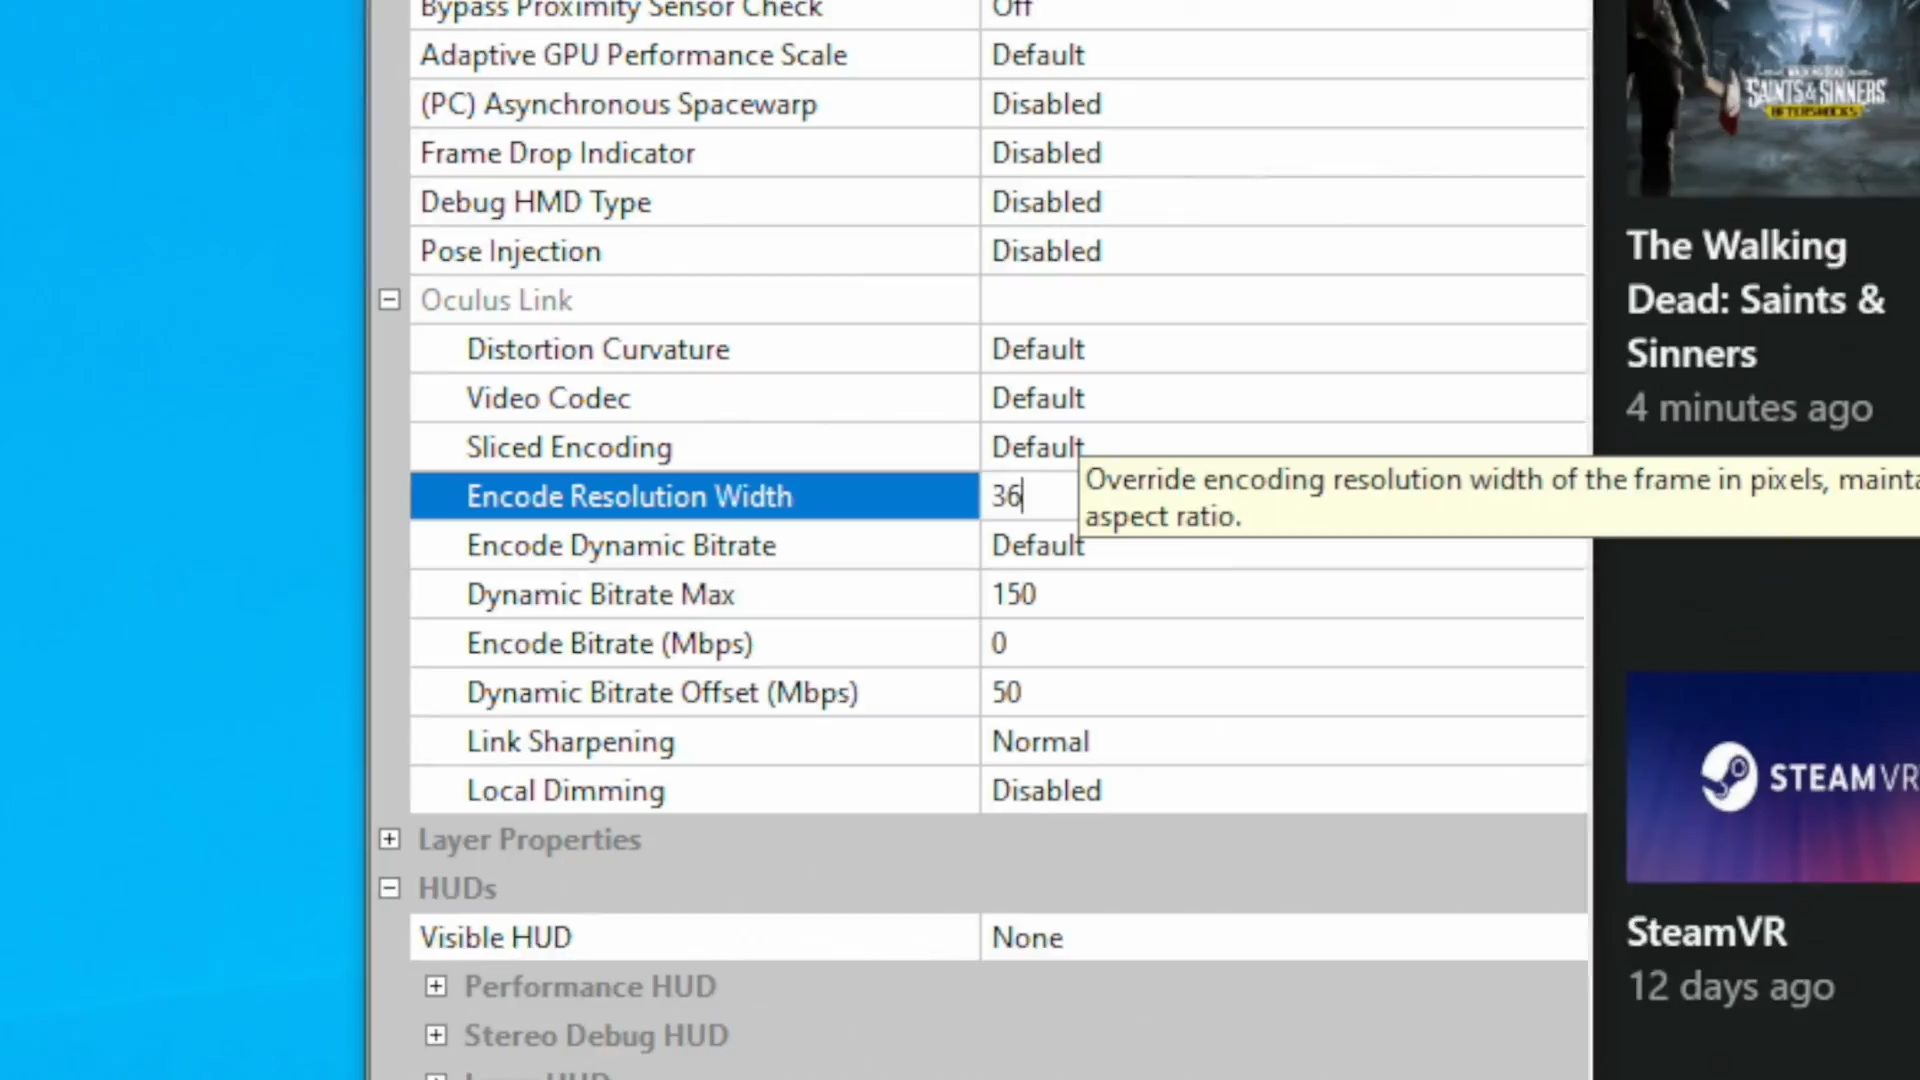 Bypass Proximity Sensor Check Off
Adaptive GPU Performance Scale Default
(PC) Asynchronous Spacewarp Disabled
Frame Drop Indicator Disabled
Debug HMD Type Disabled
Pose Injection Disabled
Oculus Link
Distortion Curvature Default
Video Codec Default
Sliced Encoding Default
Encode Resolution Width 36
Override encoding resolution width of the frame in pixels, mainta
aspect ratio.
Encode Dynamic Bitrate Default
Dynamic Bitrate Max 150
Encode Bitrate (Mbps) 0
Dynamic Bitrate Offset (Mbps) 50
Link Sharpening Normal
Local Dimming Disabled
Layer Properties
HUDs
Visible HUD None
Performance HUD
Stereo Debug HUD
SAINTS & SINNERS
AFTERSHOCKS
The Walking
Dead: Saints &
Sinners
4 minutes ago
STEAMVR
SteamVR
12 days ago